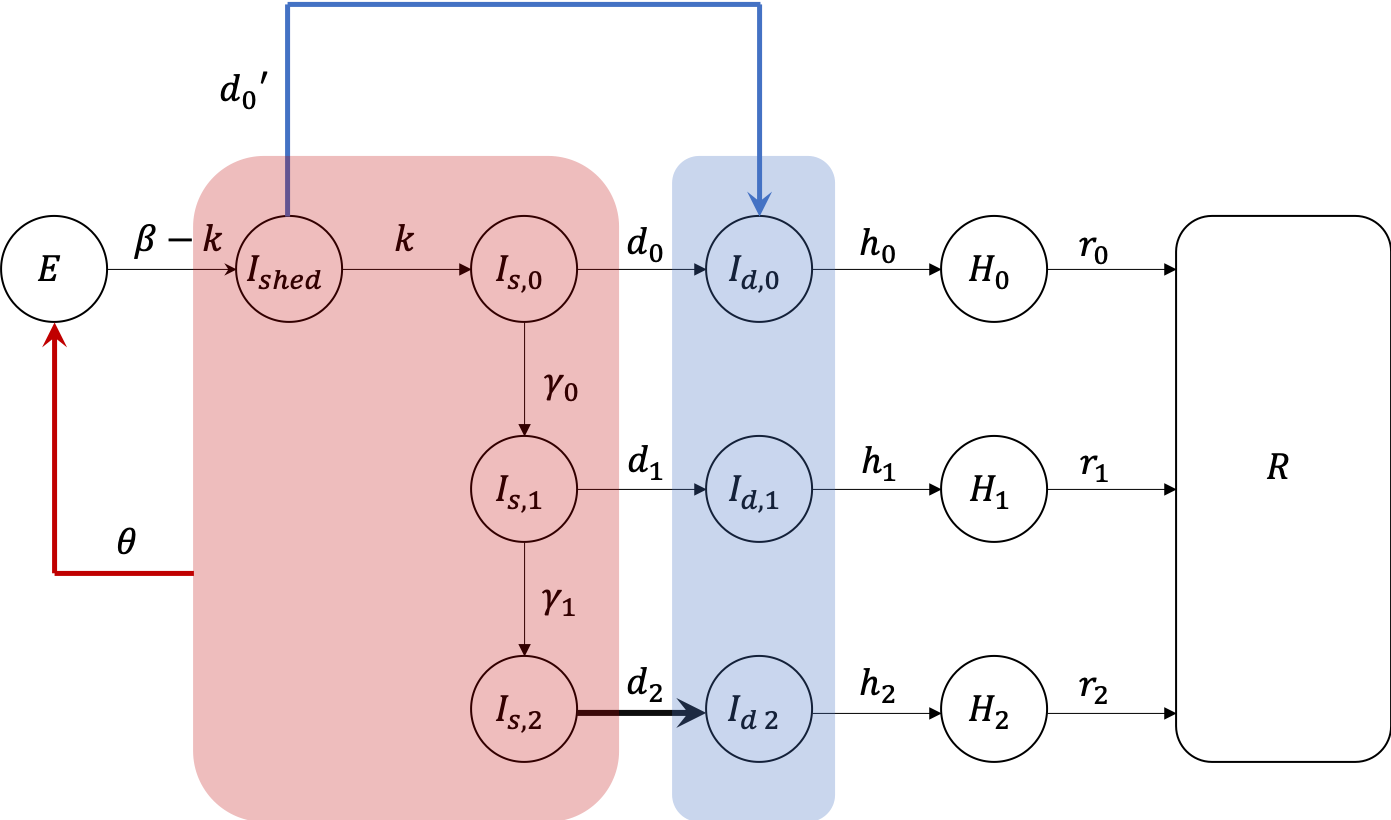 d₀′
E
β − k
I_shed
k
I_s,0
d₀
I_d,0
h₀
H₀
r₀
γ₀
I_s,1
d₁
I_d,1
h₁
H₁
r₁
R
θ
γ₁
I_s,2
d₂
I_d 2
h₂
H₂
r₂